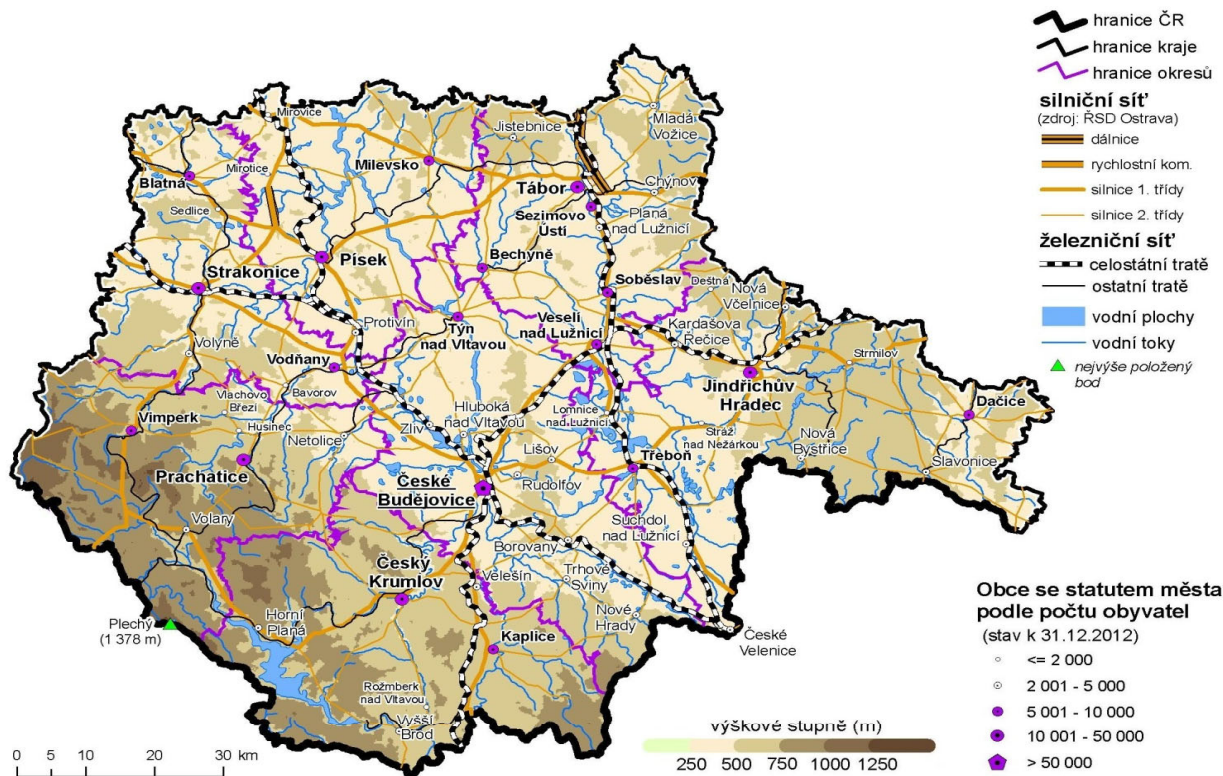 hranice ČR
hranice kraje
hranice okresů
silniční síť
(zdroj: ŘSD Ostrava)
dálnice
rychlostní kom.
silnice 1. třídy
silnice 2. třídy
železniční síť
celostátní tratě
ostatní tratě
vodní plochy
vodní toky
nejvýše položený
bod
Mirovice
Mladá
Vožice
Jistebnice
Milevsko
Mirotice
Blatná
Tábor
Chýnov
Sedlice
Sezimovo
Ústí
Planá
nad Lužnicí
Písek
Bechyně
Strakonice
Soběslav
Deštná
Nová
Včelnice
Protivín
Týn
nad Vltavou
Veselí
nad Lužnicí
Kardašova
Řečice
Volyně
Strmilov
Vodňany
Jindřichův
Hradec
Dačice
Vlachovo
Březí
Bavorov
Vimperk
Husinec
Netolice
Zliv
Hluboká
nad Vltavou
Lomnice
nad Lužnicí
Stráž
nad Nežárkou
Nová
Bystřice
Lišov
Třeboň
Slavonice
Prachatice
České
Budějovice
Rudolfov
Volary
Suchdol
nad Lužnicí
Borovany
Český
Krumlov
Velešín
Trhové
Sviny
Plechý
(1 378 m)
Horní
Planá
Nové
Hrady
České
Velenice
Kaplice
Rožmberk
nad Vltavou
Vyšší
Brod
Obce se statutem města
podle počtu obyvatel
(stav k 31.12.2012)
<= 2 000
2 001 - 5 000
5 001 - 10 000
10 001 - 50 000
> 50 000
výškové stupně (m)
250 500 750 1000 1250
0 5 10 20 30 km